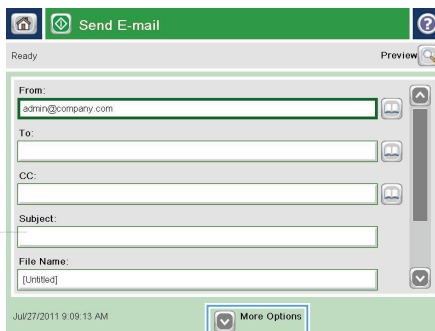 Send E-mail
Ready
Preview
From:
admin@company.com
To:
CC:
Subject:
File Name:
[Untitled]
Jul/27/2011 9:09:13 AM
More Options